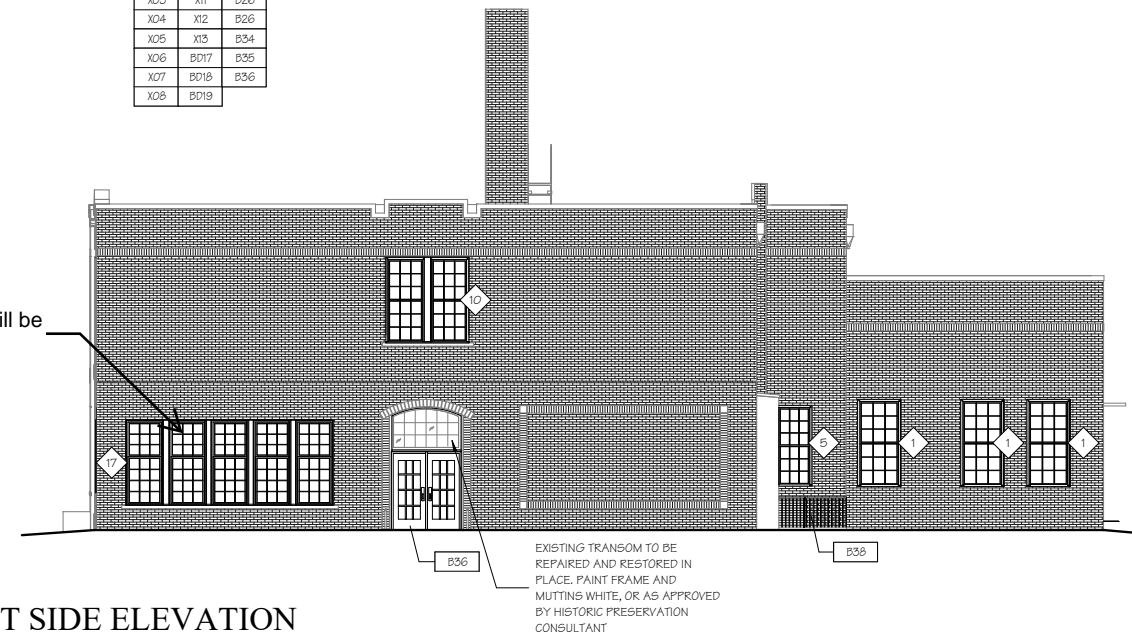 X03 X11 B26
X04 X12 B26
X05 X13 B34
X06 BD17 B35
X07 BD18 B36
X08 BD19
10
ill be
17
5
1
1
1
B36
B38
EXISTING TRANSOM TO BE
REPAIRED AND RESTORED IN
PLACE. PAINT FRAME AND
MUTTINS WHITE, OR AS APPROVED
BY HISTORIC PRESERVATION
CONSULTANT
T SIDE ELEVATION